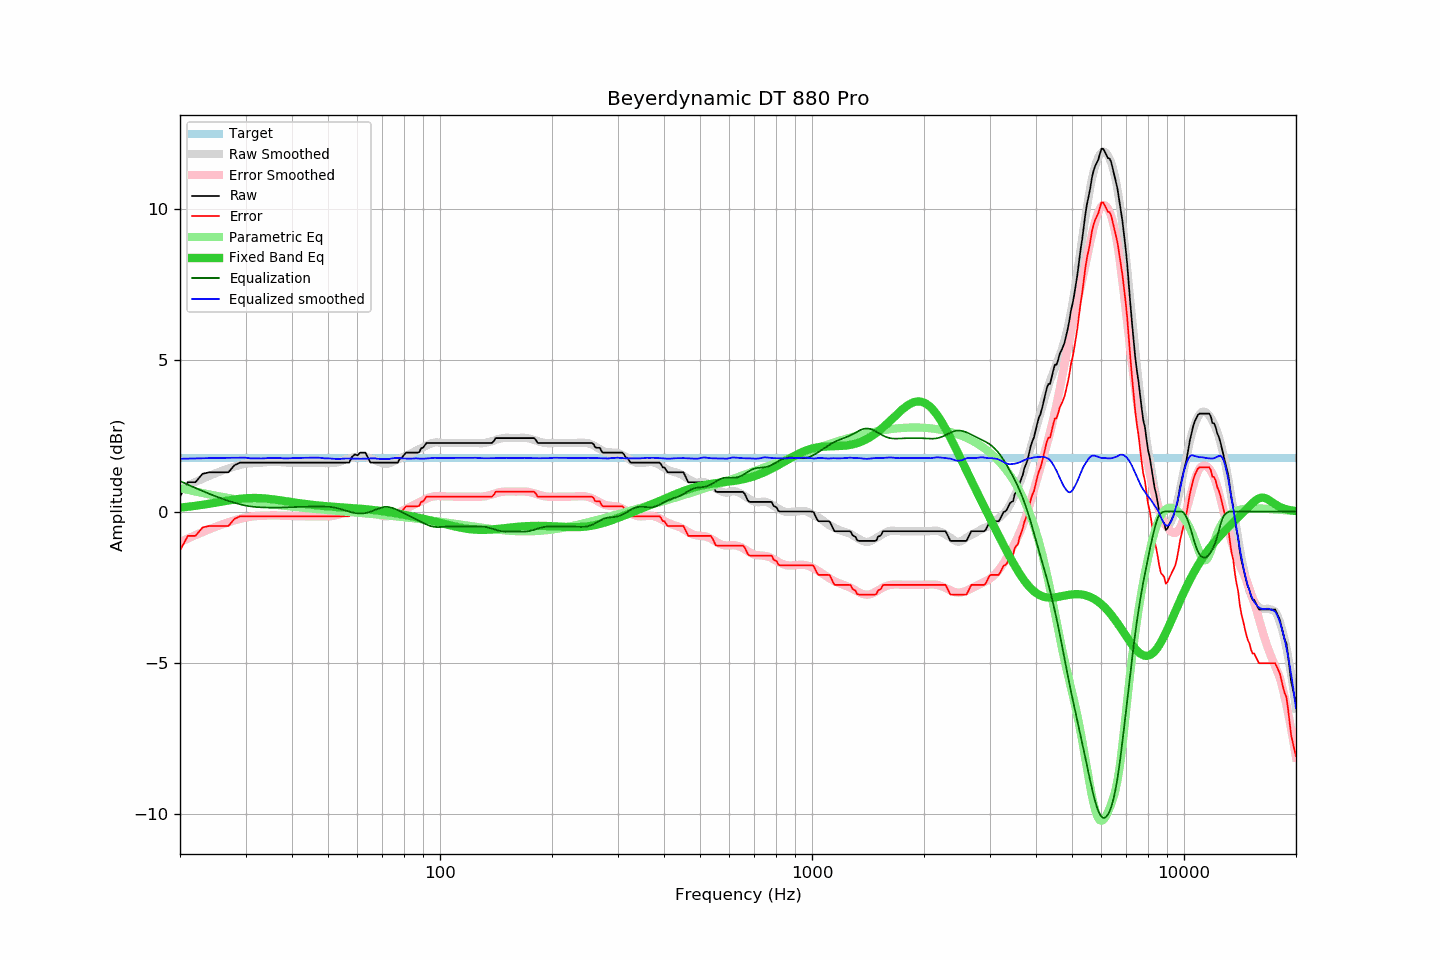 Beyerdynamic DT 880 Pro
Target
Raw Smoothed
Error Smoothed
Raw
Error
Parametric Eq
Fixed Band Eq
Equalization
Equalized smoothed
10
5
0
−5
−10
Amplitude (dBr)
100
1000
10000
Frequency (Hz)